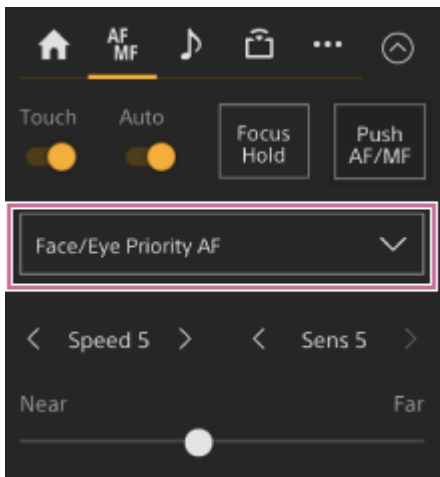 AF
MF
Touch Auto
Focus
Hold
Push
AF/MF
Face/Eye Priority AF
Speed 5 Sens 5
Near Far